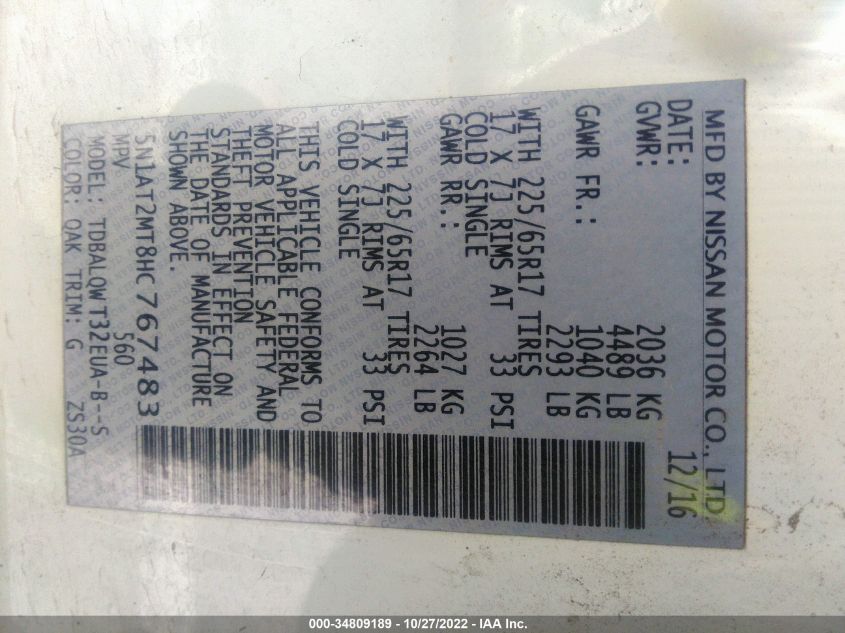 MFD BY NISSAN MOTOR CO., LTD
DATE: 12/16
GVWR: 2036 KG
4489 LB
GAWR FR.: 1040 KG
2293 LB
WITH 225/65R17 TIRES
17 X 7J RIMS AT 33 PSI
COLD SINGLE
GAWR RR.: 1027 KG
2264 LB
WITH 225/65R17 TIRES
17 X 7J RIMS AT 33 PSI
COLD SINGLE
THIS VEHICLE CONFORMS TO
ALL APPLICABLE FEDERAL
MOTOR VEHICLE SAFETY AND
THEFT PREVENTION
STANDARDS IN EFFECT ON
THE DATE OF MANUFACTURE
SHOWN ABOVE.
5N1AT2MT8HC767483
MPV 560
MODEL: TDBALQWT32EUA-B--S
COLOR: QAK TRIM: G ZS30A
000-34809189 - 10/27/2022 - IAA Inc.